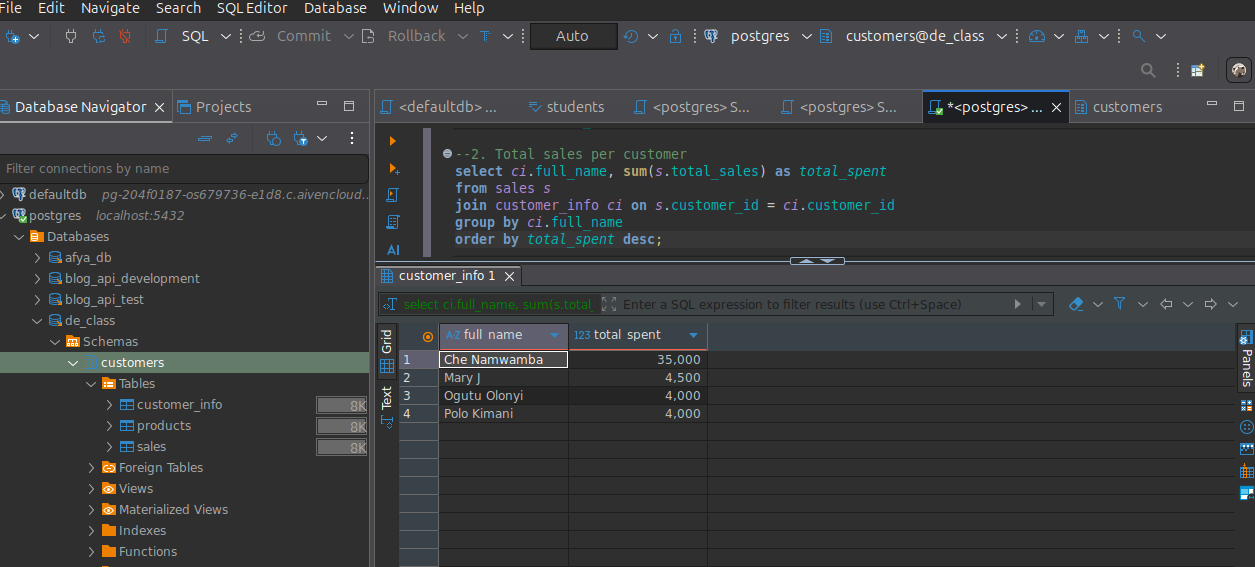 File Edit Navigate Search SQL Editor Database Window Help
SQL Commit Rollback T Auto postgres customers@de_class
Database Navigator Projects
<defaultdb> ... students <postgres> S... <postgres> S... *<postgres> ... customers
Filter connections by name
defaultdb pg-204f0187-os679736-e1d8.c.aivencloud...
postgres localhost:5432
Databases
afya_db
blog_api_development
blog_api_test
de_class
Schemas
customers
Tables
customer_info 8K
products 8K
sales 8K
Foreign Tables
Views
Materialized Views
Indexes
Functions
--2. Total sales per customer
select ci.full_name, sum(s.total_sales) as total_spent
from sales s
join customer_info ci on s.customer_id = ci.customer_id
group by ci.full_name
order by total_spent desc;
AI
customer_info 1
T select ci.full_name, sum(s.total Enter a SQL expression to filter results (use Ctrl+Space)
Grid
Text
A-Z full name 123 total spent
1 Che Namwamba 35,000
2 Mary J 4,500
3 Ogutu Olonyi 4,000
4 Polo Kimani 4,000
Panels